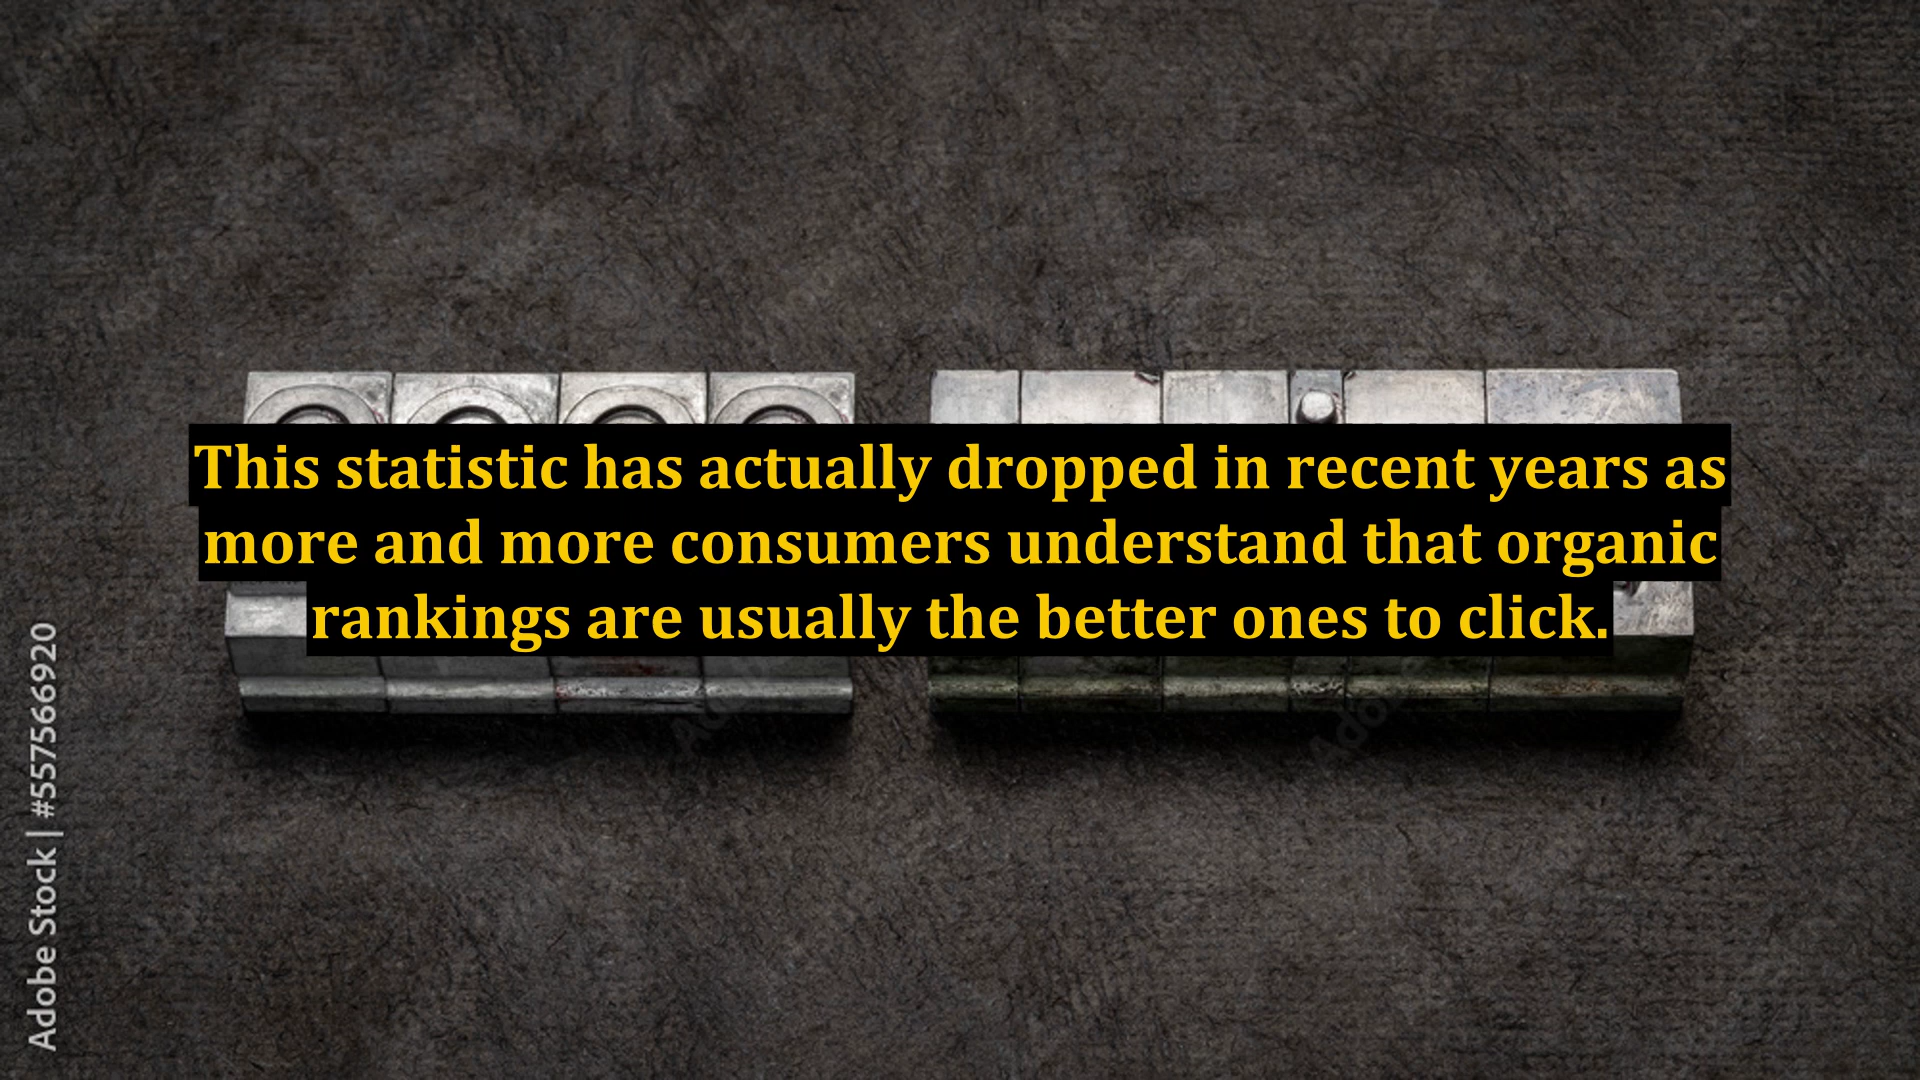 This statistic has actually dropped in recent years as
more and more consumers understand that organic
rankings are usually the better ones to click.
Adobe Stock | #557566920